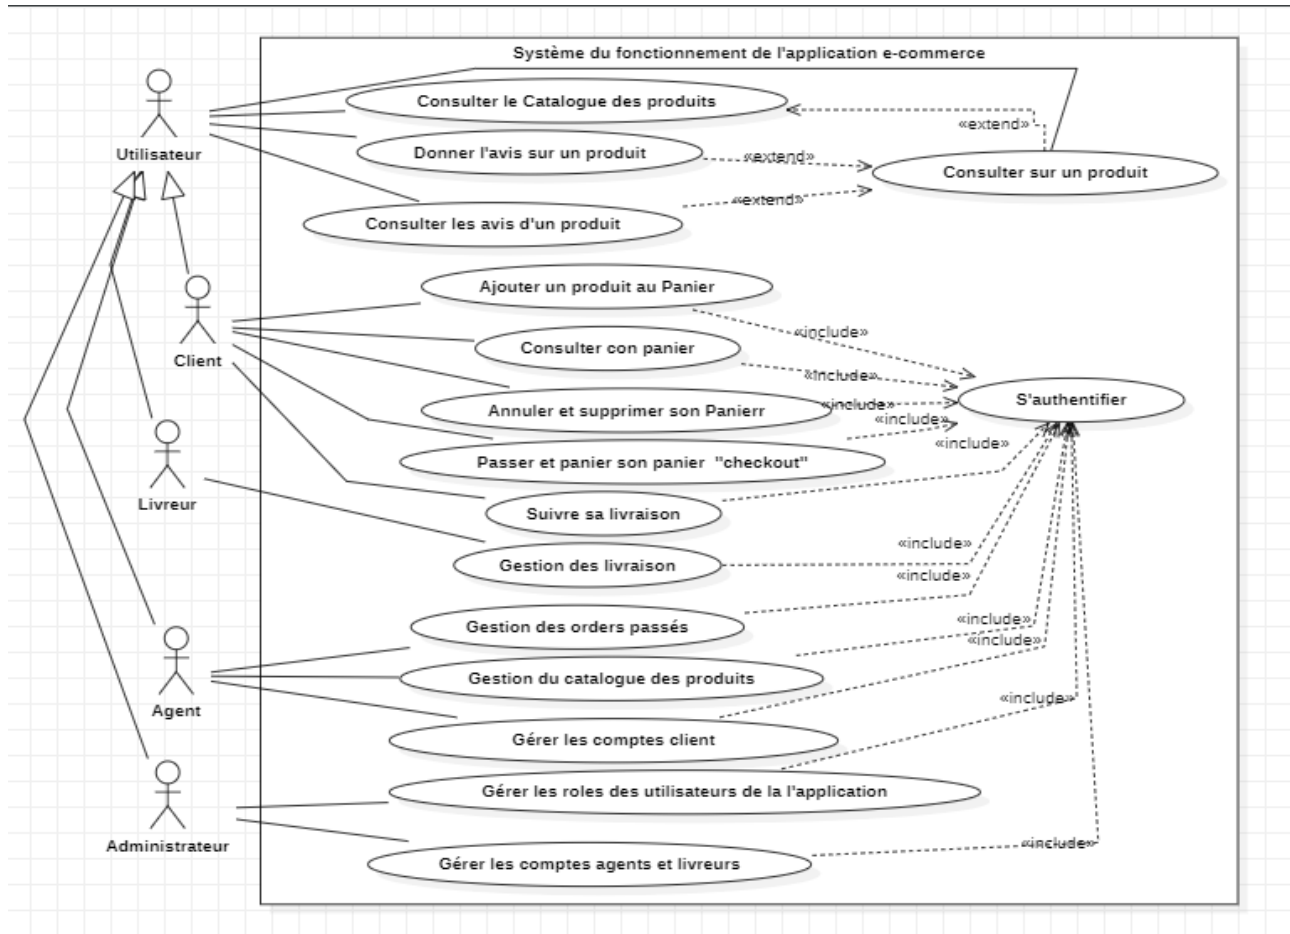 Système du fonctionnement de l'application e-commerce
Consulter le Catalogue des produits
«extend»
Utilisateur
Donner l'avis sur un produit
«extend»
Consulter sur un produit
«extend»
Consulter les avis d'un produit
Ajouter un produit au Panier
«include»
Client
Consulter con panier
«include»
S'authentifier
Annuler et supprimer son Panierr
«include»
«include»
«include»
Passer et panier son panier "checkout"
Livreur
Suivre sa livraison
«include»
Gestion des livraison
«include»
Gestion des orders passés
«include»
«include»
Gestion du catalogue des produits
«include»
Agent
Gérer les comptes client
Gérer les roles des utilisateurs de la l'application
Administrateur
«include»
Gérer les comptes agents et livreurs